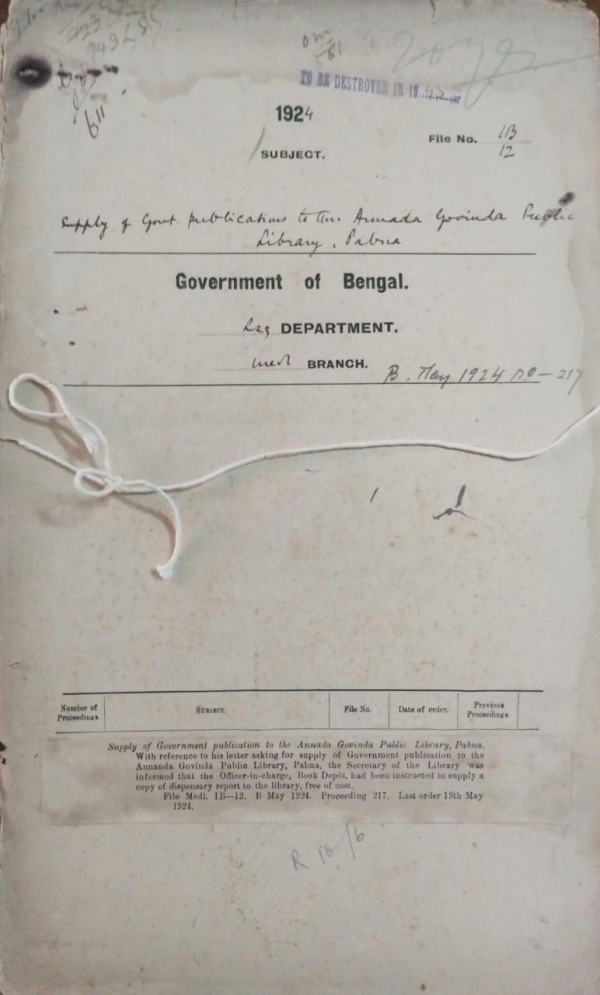 TO BE DESTROYED IN 19
1924
File No. 1B
12
SUBJECT.
Supply of Govt. publications to the Annada Govinda Public
Library, Pabna
Government of Bengal.
DEPARTMENT.
Medl BRANCH.
B. May 1924 no - 217
Number of Proceedings
SUBJECT.
File No.
Date of order.
Previous Proceedings
Supply of Government publication to the Annada Govinda Public Library, Pabna.
With reference to his letter asking for supply of Government publication to the
Annanda Govinda Public Library, Pabna, the Secretary of the Library was
informed that the Officer-in-charge, Book Depôt, had been instructed to supply a
copy of dispensary report to the library, free of cost.
File Medl. 1B—12. B May 1924. Proceeding 217. Last order 19th May
1924.